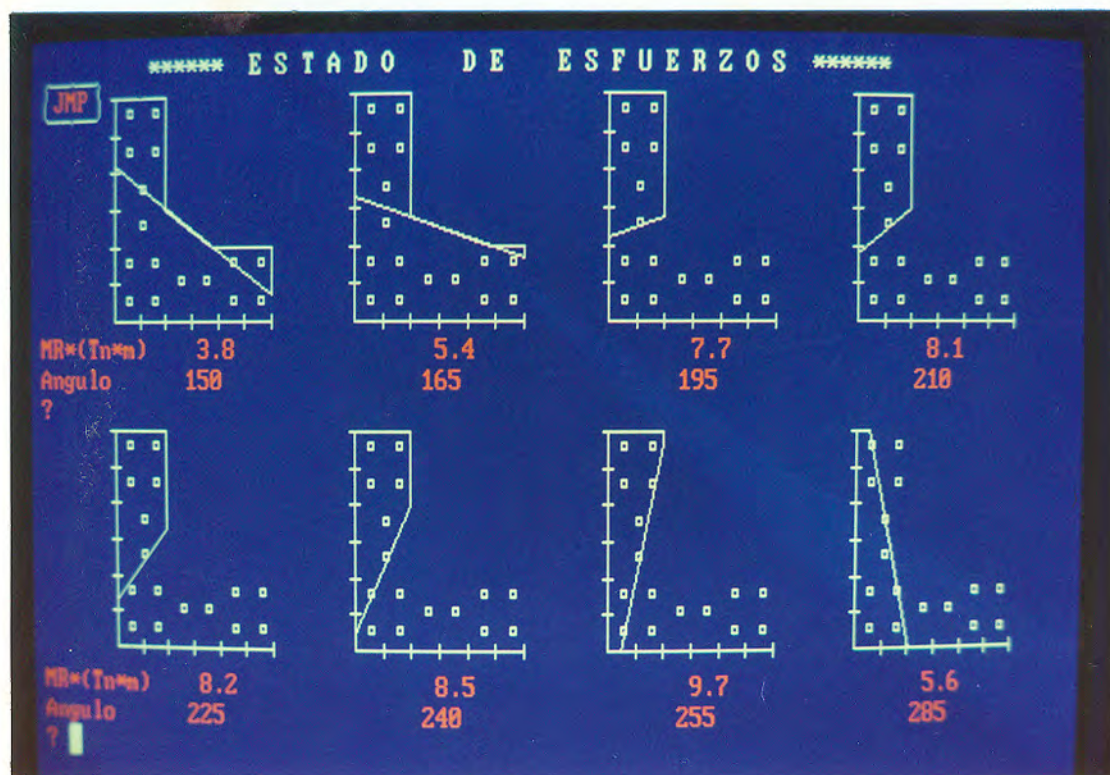 ****** ESTADO DE ESFUERZOS ******
JMP
MR*(Tn*m) 3.8 5.4 7.7 8.1
Angulo 150 165 195 210
?
MR*(Tn*m) 8.2 8.5 9.7 5.6
Angulo 225 240 255 285
?